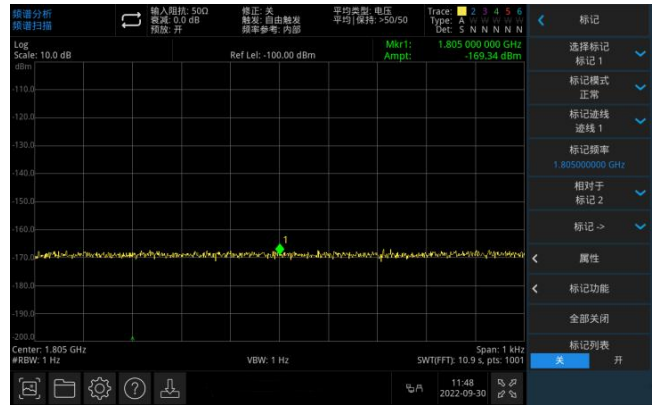 频谱分析
频谱扫描
输入阻抗: 50Ω
衰减: 0.0 dB
预放: 开
修正: 关
触发: 自由触发
频率参考: 内部
平均类型: 电压
平均|保持: >50/50
Trace: 1 2 3 4 5 6
Type: A W W W W W
Det: S N N N N N
Log
Scale: 10.0 dB
Ref Lel: -100.00 dBm
Mkr1: 1.805 000 000 GHz
Ampt: -169.34 dBm
dBm
-110.0
-120.0
-130.0
-140.0
-150.0
-160.0
-170.0
-180.0
-190.0
-200.0
1
Center: 1.805 GHz
#RBW: 1 Hz
VBW: 1 Hz
Span: 1 kHz
SWT(FFT): 10.9 s, pts: 1001
11:48
2022-09-30
标记
选择标记
标记 1
标记模式
正常
标记迹线
迹线 1
标记频率
1.805000000 GHz
相对于
标记 2
标记 ->
属性
标记功能
全部关闭
标记列表
关 开